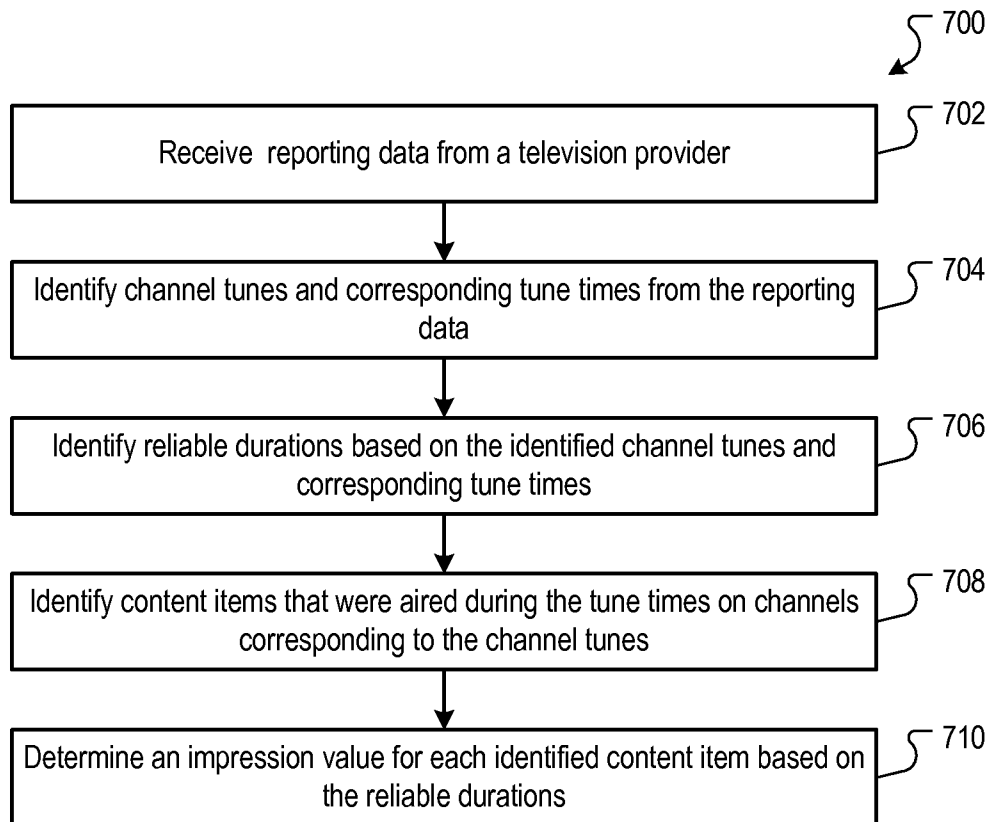 700
702
Receive reporting data from a television provider
704
Identify channel tunes and corresponding tune times from the reporting
data
706
Identify reliable durations based on the identified channel tunes and
corresponding tune times
708
Identify content items that were aired during the tune times on channels
corresponding to the channel tunes
710
Determine an impression value for each identified content item based on
the reliable durations